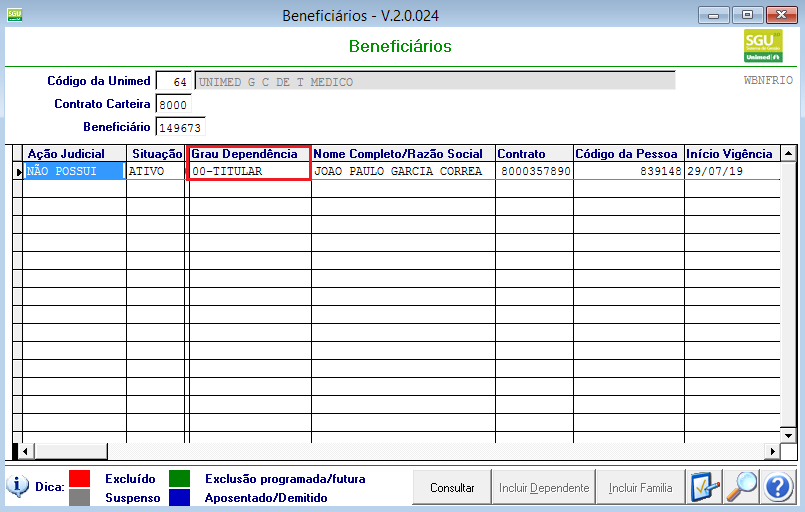 SGU
Beneficiários - V.2.0.024
Beneficiários
SGU
Unimed
Código da Unimed 64 UNIMED G C DE T MEDICO WBNFRIO
Contrato Carteira 8000
Beneficiário 149673
Ação Judicial Situação Grau Dependência Nome Completo/Razão Social Contrato Código da Pessoa Início Vigência
NÃO POSSUI ATIVO 00-TITULAR JOAO PAULO GARCIA CORREA 8000357890 839148 29/07/19
Dica: Excluído Exclusão programada/futura
Suspenso Aposentado/Demitido
Consultar Incluir Dependente Incluir Familia